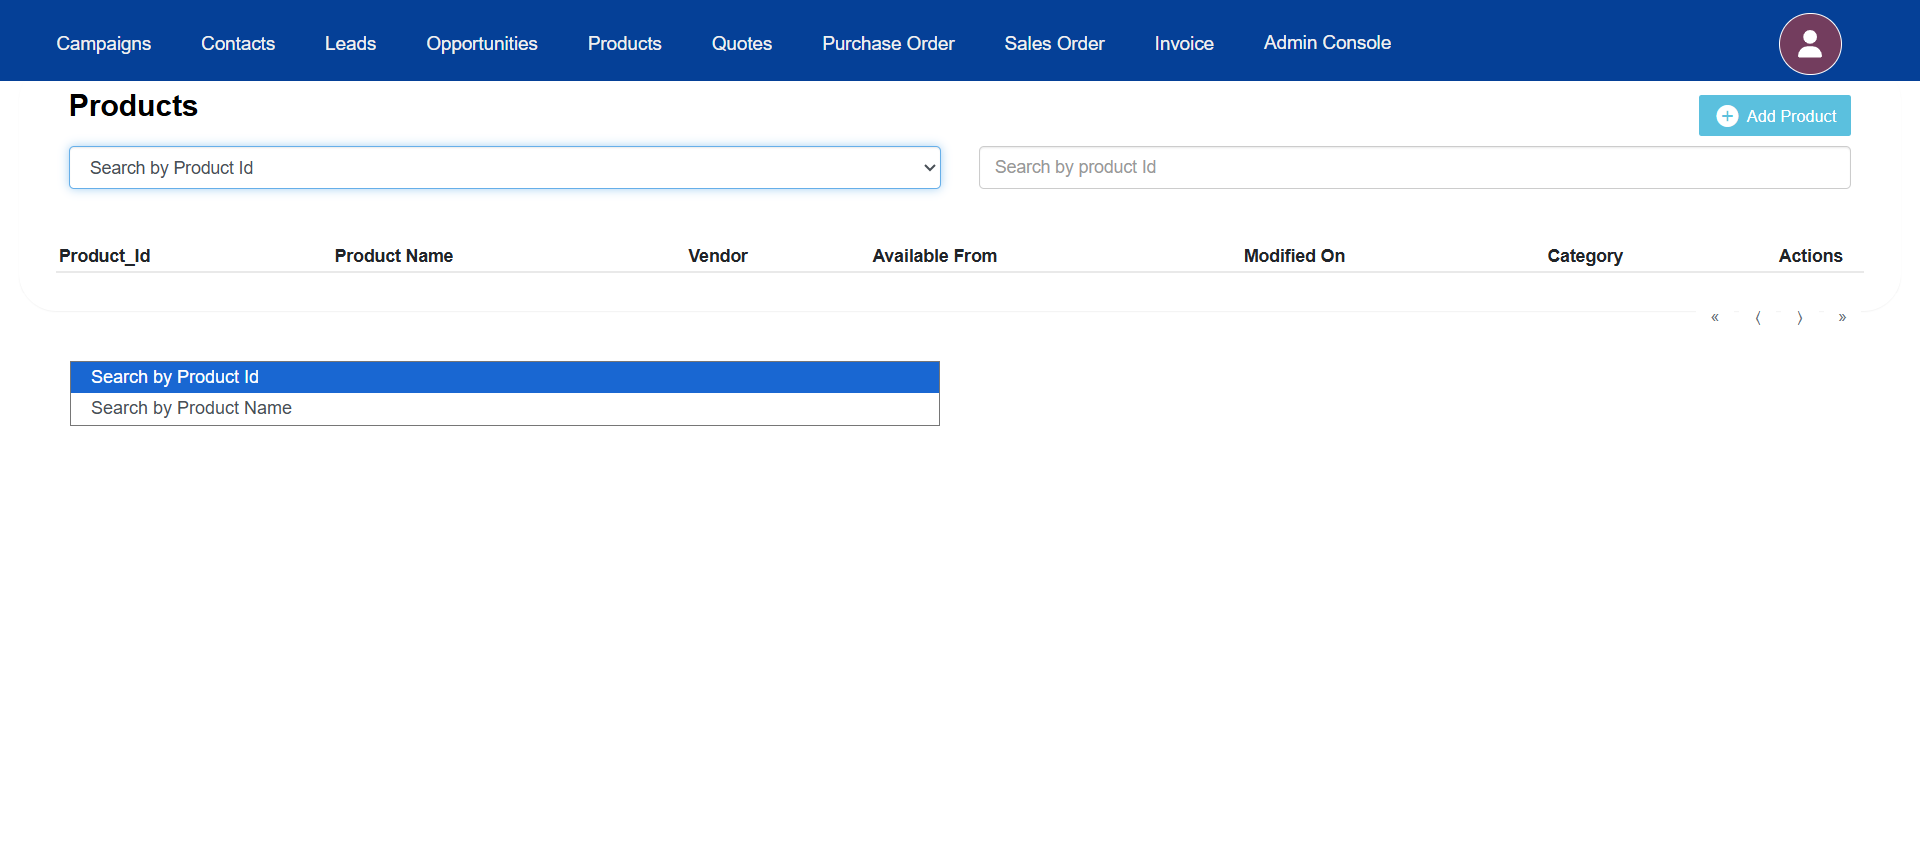 Campaigns Contacts Leads Opportunities Products Quotes Purchase Order Sales Order Invoice Admin Console
Products
Add Product
Search by Product Id
Search by product Id
Product_Id Product Name Vendor Available From Modified On Category Actions
« ⟨ ⟩ »
Search by Product Id
Search by Product Name